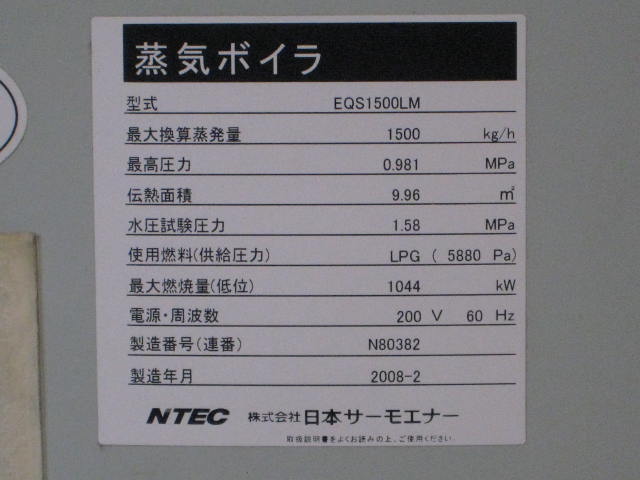 蒸気ボイラ
型式 EQS1500LM
最大換算蒸発量 1500 kg/h
最高圧力 0.981 MPa
伝熱面積 9.96 ㎡
水圧試験圧力 1.58 MPa
使用燃料(供給圧力) LPG ( 5880 Pa)
最大燃焼量(低位) 1044 kW
電源・周波数 200 V 60 Hz
製造番号(連番) N80382
製造年月 2008-2
NTEC 株式会社日本サーモエナー
取扱説明書をよくお読みの上、ご使用ください。